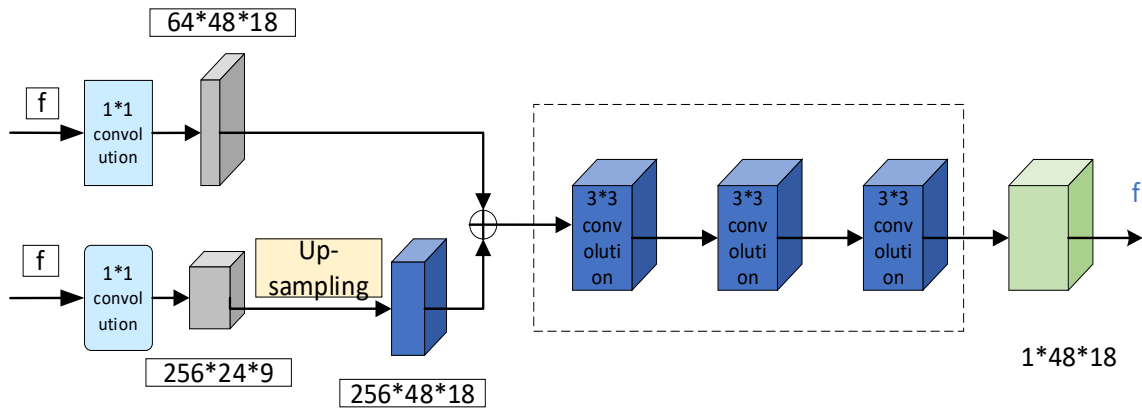 64*48*18
f
1*1
convol
ution
3*3
conv
oluti
on
3*3
conv
oluti
on
3*3
conv
oluti
on
f
f
1*1
convol
ution
Up-
sampling
256*24*9
256*48*18
1*48*18